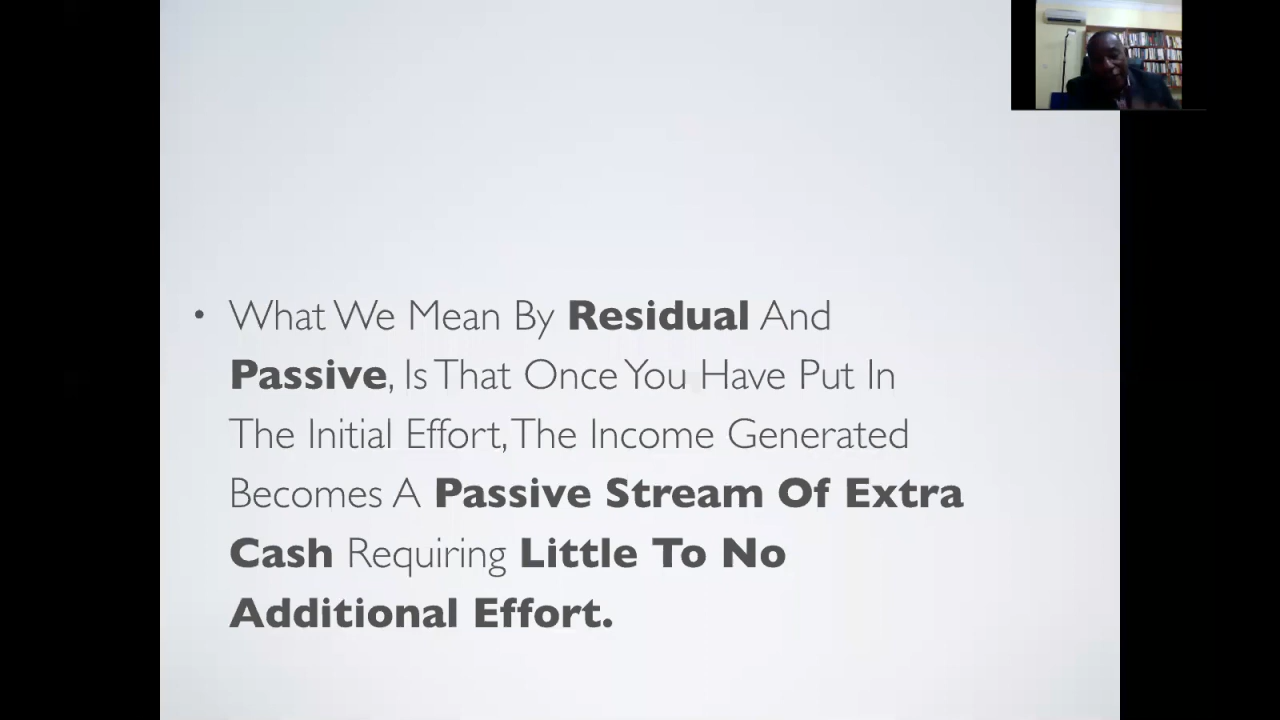 • What We Mean By Residual And
Passive, Is That Once You Have Put In
The Initial Effort, The Income Generated
Becomes A Passive Stream Of Extra
Cash Requiring Little To No
Additional Effort.